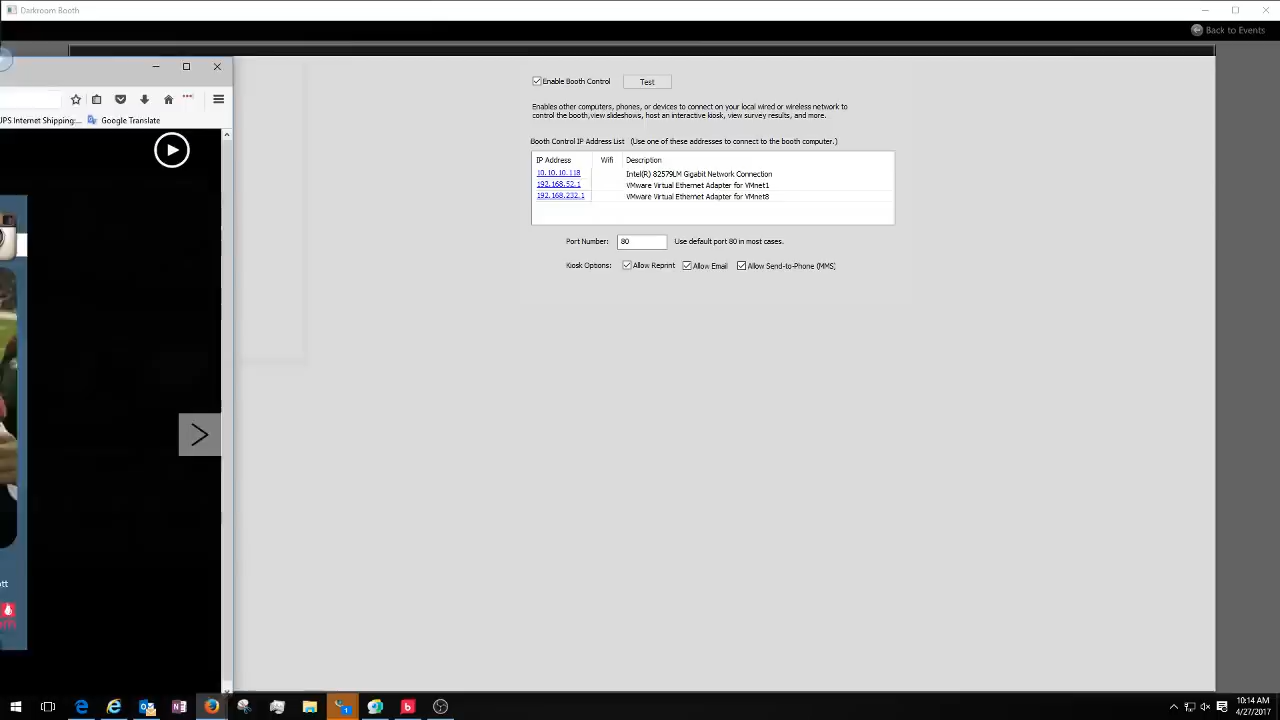 Darkroom Booth
Back to Events
Enable Booth Control
Test
Enables other computers, phones, or devices to connect on your local wired or wireless network to
control the booth,view slideshows, host an interactive kiosk, view survey results, and more.
Booth Control IP Address List (Use one of these addresses to connect to the booth computer.)
IP Address Wifi Description
10.10.10.118 Intel(R) 82579LM Gigabit Network Connection
192.168.52.1 VMware Virtual Ethernet Adapter for VMnet1
192.168.232.1 VMware Virtual Ethernet Adapter for VMnet8
Port Number: 80 Use default port 80 in most cases.
Kiosk Options: Allow Reprint Allow Email Allow Send-to-Phone (MMS)
UPS Internet Shipping:... Google Translate
ott
om
10:14 AM
4/27/2017